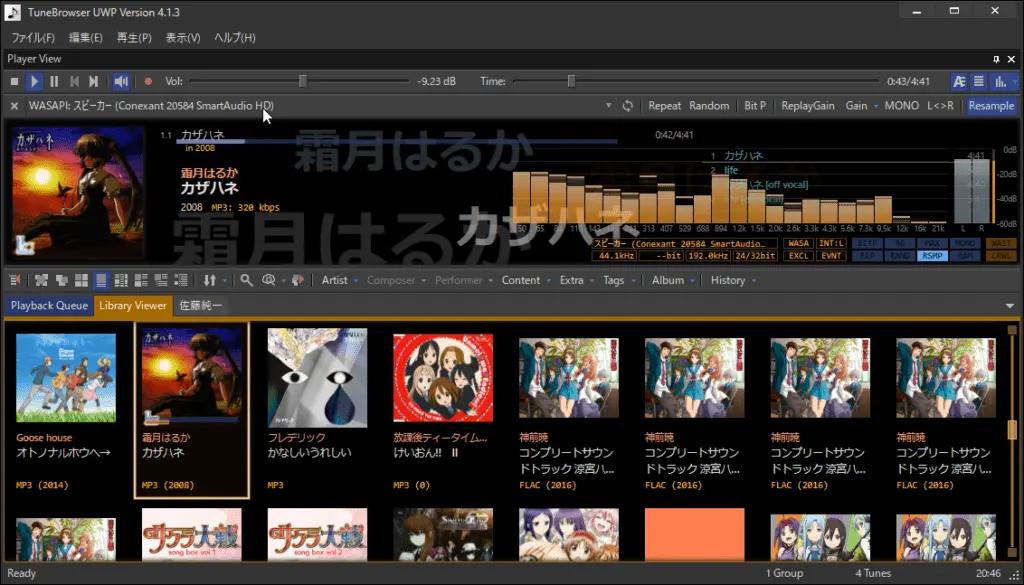 TuneBrowser UWP Version 4.1.3
ファイル(F) 編集(E) 再生(P) 表示(V) ヘルプ(H)
Player View
Vol: -9.23 dB Time: 0:43/4:41
WASAPI: スピーカー (Conexant 20584 SmartAudio HD) Repeat Random Bit P ReplayGain Gain MONO L<>R Resample
カザハネ
1.1 カザハネ 0:42/4:41
in 2008
霜月はるか
霜月はるか
カザハネ
2008 MP3: 320 kbps
霜月はるか
カザハネ
1 カザハネ 4:41
2 life
カザハネ [off vocal]
0dB
-20dB
-40dB
-60dB
143 313 407 529 688 894 1.2k 1.5k 2.0k 2.6k 3.3k 4.3k 5.6k 7.3k 9.5k 12k 16k 21k L R
スピーカー (Conexant 20584 SmartAudio… WASA INT:L BITP MAX MONO WAIT
44.1kHz --bit 192.0kHz 24/32bit EXCL EVNT RSMP
Artist Composer Performer Content Extra Tags Album History
Playback Queue Library Viewer 佐藤純一
カザハネ
Goose house
オトノナルホウへ→
MP3 (2014)
霜月はるか
カザハネ
MP3 (2008)
フレデリック
かなしいうれしい
MP3
放課後ティータイム...
けいおん!! II
MP3 (0)
神前暁
コンプリートサウン
ドトラック 涼宮ハ...
FLAC (2016)
神前暁
コンプリートサウン
ドトラック 涼宮ハ...
FLAC (2016)
神前暁
コンプリートサウン
ドトラック 涼宮ハ...
FLAC (2016)
神前暁
コンプリートサウン
ドトラック 涼宮ハ...
FLAC (2016)
サクラ大戦
song box vol.1
サクラ大戦
song box vol.2
Ready 1 Group 4 Tunes 20:46